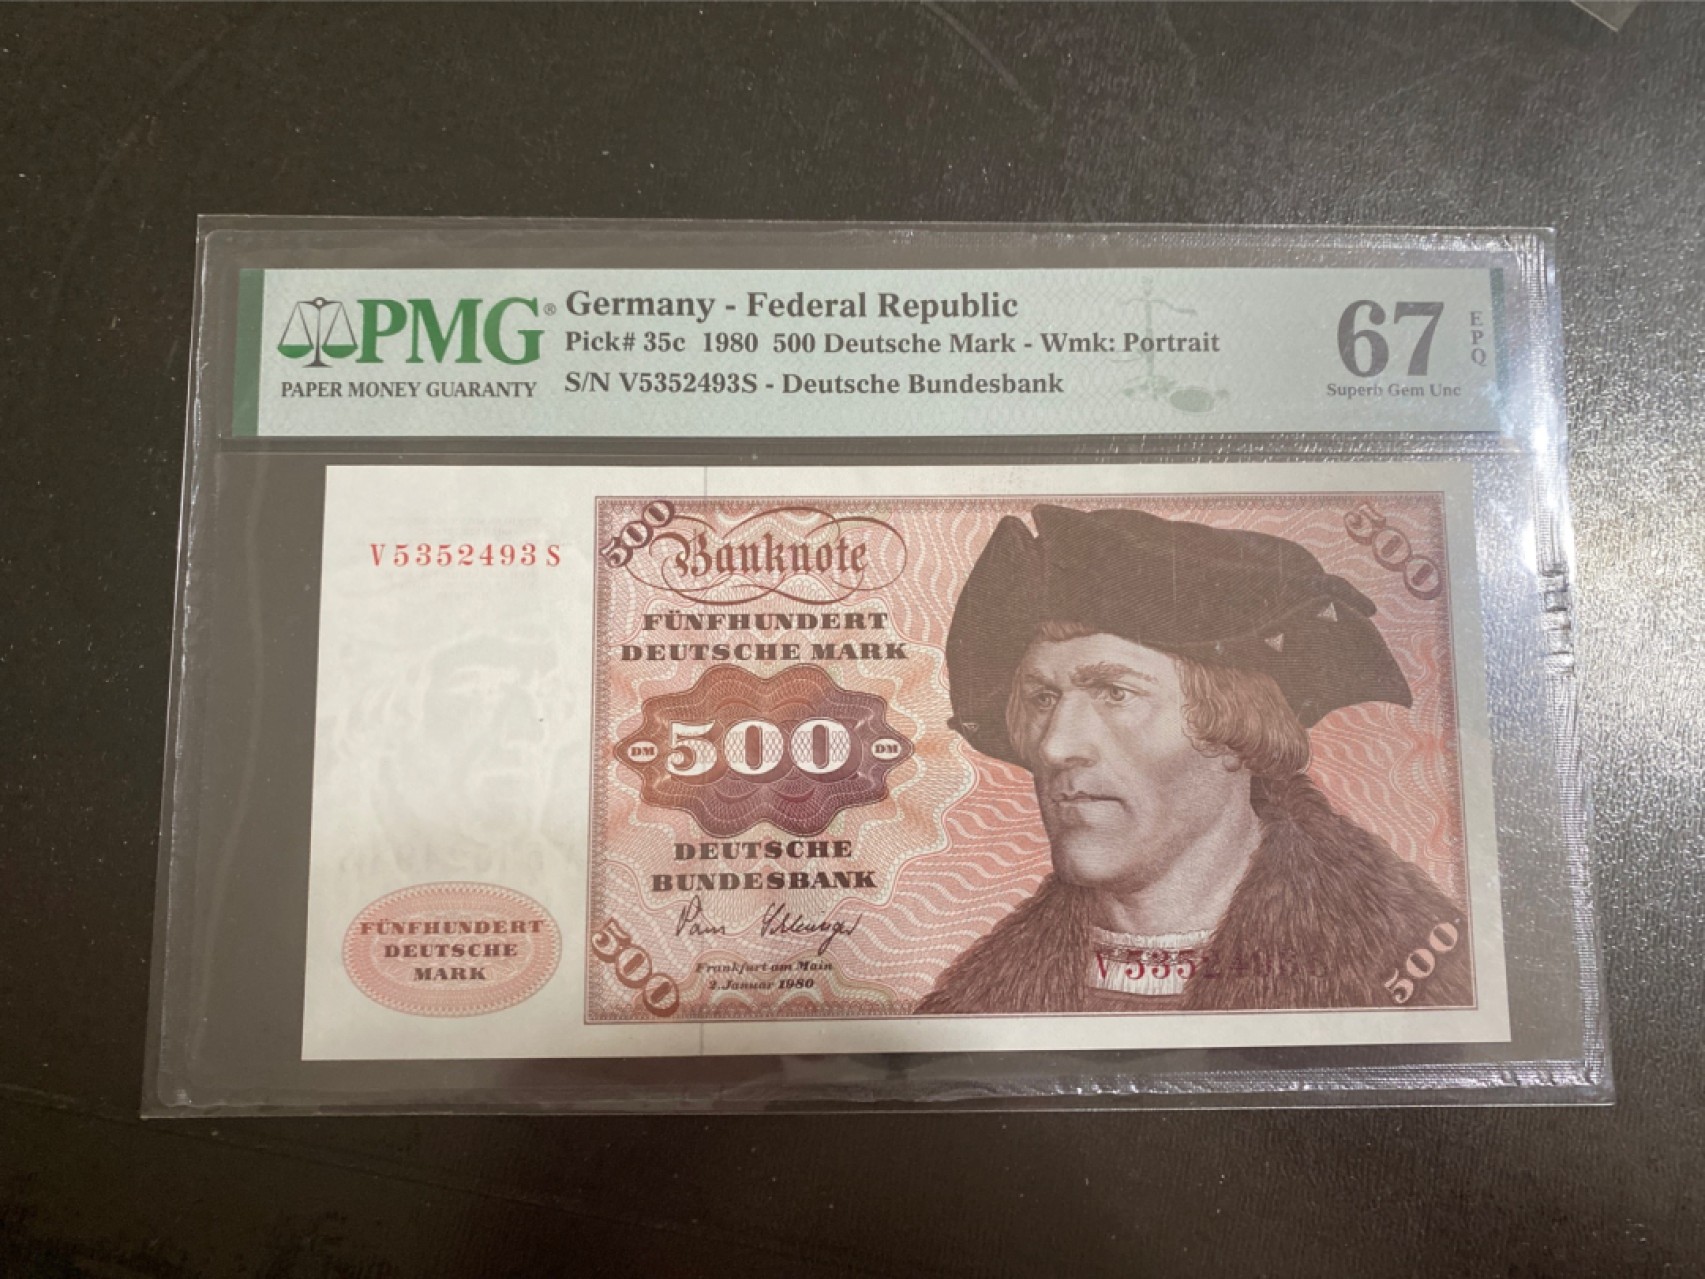 PMG®
PAPER MONEY GUARANTY
Germany - Federal Republic
Pick# 35c 1980 500 Deutsche Mark - Wmk: Portrait
S/N V5352493S - Deutsche Bundesbank
67
EPQ
Superb Gem Unc
V5352493S
500
Banknote
500
FÜNFHUNDERT
DEUTSCHE MARK
DM 500 DM
DEUTSCHE
BUNDESBANK
Frankfurt am Main
2. Januar 1980
FÜNFHUNDERT
DEUTSCHE
MARK
500
V5352493S
500